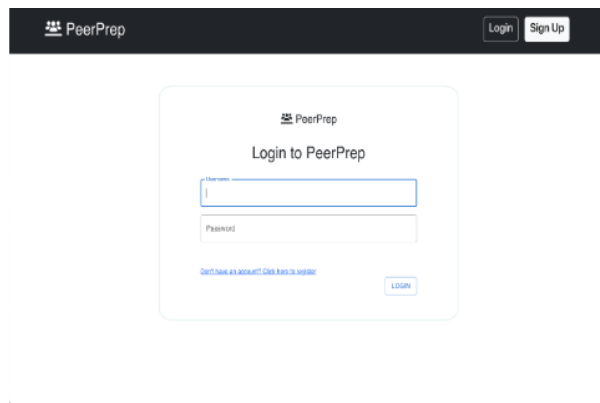 PeerPrep
Login
Sign Up
PeerPrep
Login to PeerPrep
Username
Password
Don't have an account? Click here to register
LOGIN